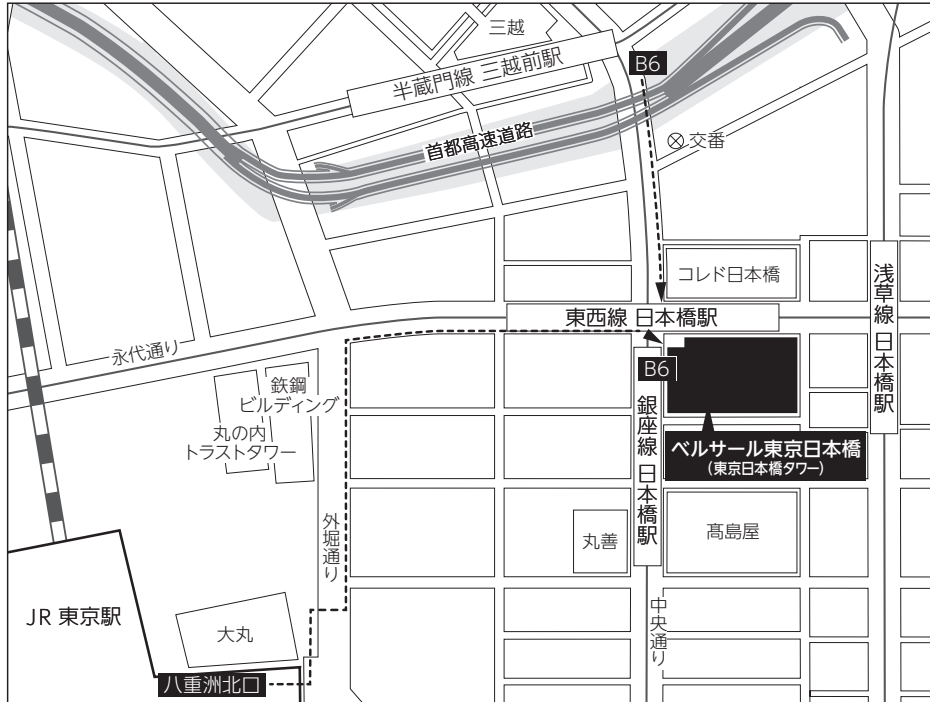 三越
半蔵門線 三越前駅
B6
首都高速道路
交番
コレド日本橋
浅草線 日本橋駅
東西線 日本橋駅
永代通り
B6
鉄鋼
ビルディング
丸の内
トラストタワー
銀座線 日本橋駅
ベルサール東京日本橋
(東京日本橋タワー)
外堀通り
丸善
髙島屋
JR 東京駅
大丸
中央通り
八重洲北口